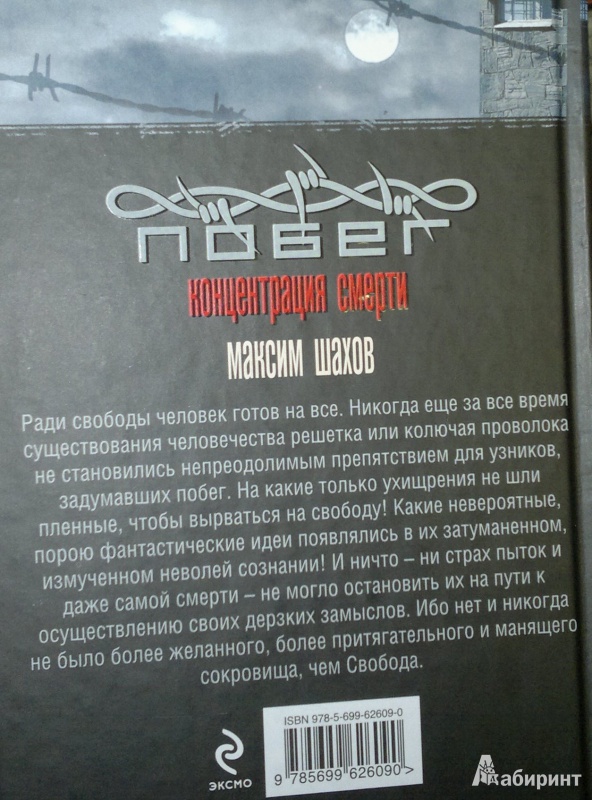 ПОБЕГ
концентрация смерти
максим шахов
Ради свободы человек готов на все. Никогда еще за все время
существования человечества решетка или колючая проволока
не становились непреодолимым препятствием для узников,
задумавших побег. На какие только ухищрения не шли
пленные, чтобы вырваться на свободу! Какие невероятные,
порою фантастические идеи появлялись в их затуманенном,
измученном неволей сознании! И ничто – ни страх пыток и
даже самой смерти – не могло остановить их на пути к
осуществлению своих дерзких замыслов. Ибо нет и никогда
не было более желанного, более притягательного и манящего
сокровища, чем Свобода.
ISBN 978-5-699-62609-0
9 785699 626090 >
ЭКСМО
Лабиринт